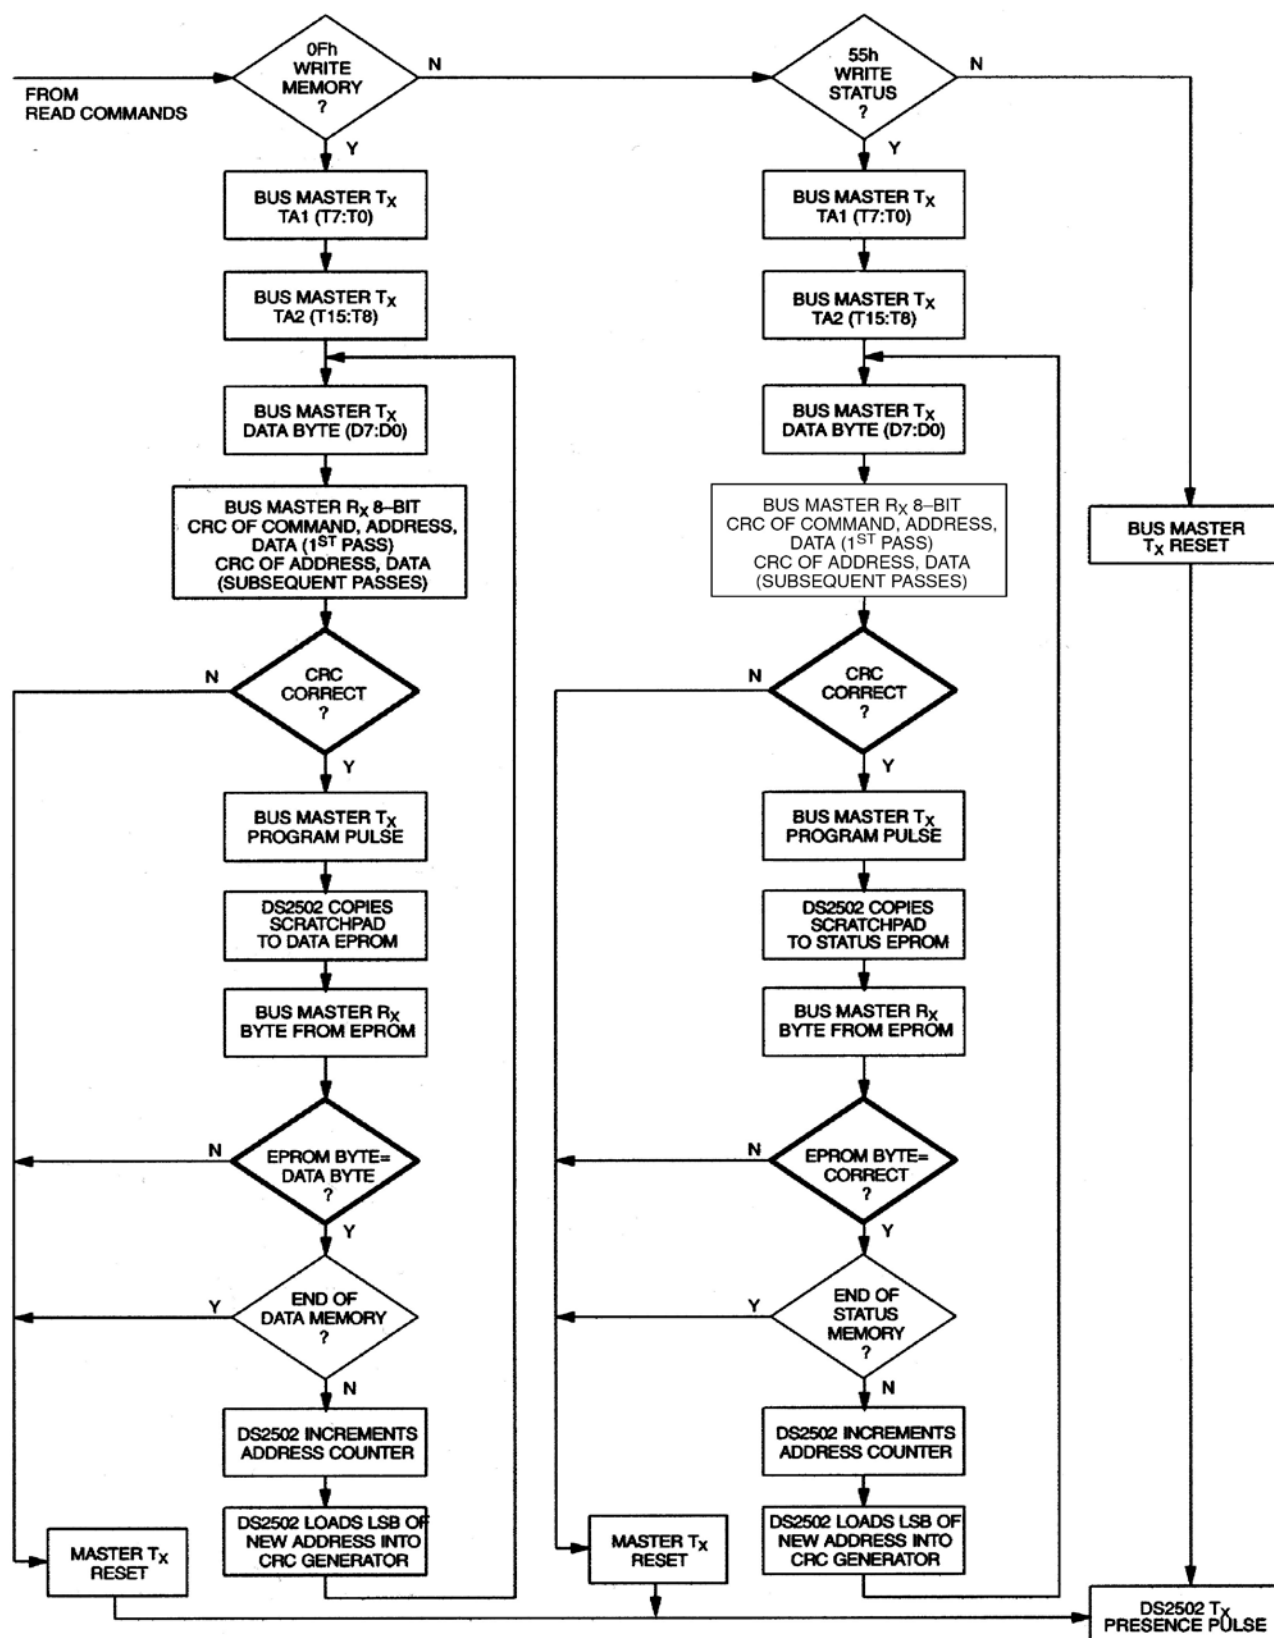 0Fh
WRITE
MEMORY
?
N
FROM
READ COMMANDS
Y
BUS MASTER TX
TA1 (T7:T0)
BUS MASTER TX
TA2 (T15:T8)
BUS MASTER TX
DATA BYTE (D7:D0)
BUS MASTER RX 8–BIT
CRC OF COMMAND, ADDRESS,
DATA (1ST PASS)
CRC OF ADDRESS, DATA
(SUBSEQUENT PASSES)
N
CRC
CORRECT
?
Y
BUS MASTER TX
PROGRAM PULSE
DS2502 COPIES
SCRATCHPAD
TO DATA EPROM
BUS MASTER RX
BYTE FROM EPROM
N
EPROM BYTE=
DATA BYTE
?
Y
Y
END OF
DATA MEMORY
?
N
DS2502 INCREMENTS
ADDRESS COUNTER
DS2502 LOADS LSB OF
NEW ADDRESS INTO
CRC GENERATOR
MASTER TX
RESET
55h
WRITE
STATUS
?
N
Y
BUS MASTER TX
TA1 (T7:T0)
BUS MASTER TX
TA2 (T15:T8)
BUS MASTER TX
DATA BYTE (D7:D0)
BUS MASTER RX 8–BIT
CRC OF COMMAND, ADDRESS,
DATA (1ST PASS)
CRC OF ADDRESS, DATA
(SUBSEQUENT PASSES)
N
CRC
CORRECT
?
Y
BUS MASTER TX
PROGRAM PULSE
DS2502 COPIES
SCRATCHPAD
TO STATUS EPROM
BUS MASTER RX
BYTE FROM EPROM
N
EPROM BYTE=
CORRECT
?
Y
Y
END OF
STATUS
MEMORY
?
N
DS2502 INCREMENTS
ADDRESS COUNTER
DS2502 LOADS LSB OF
NEW ADDRESS INTO
CRC GENERATOR
MASTER TX
RESET
BUS MASTER
TX RESET
DS2502 TX
PRESENCE PULSE